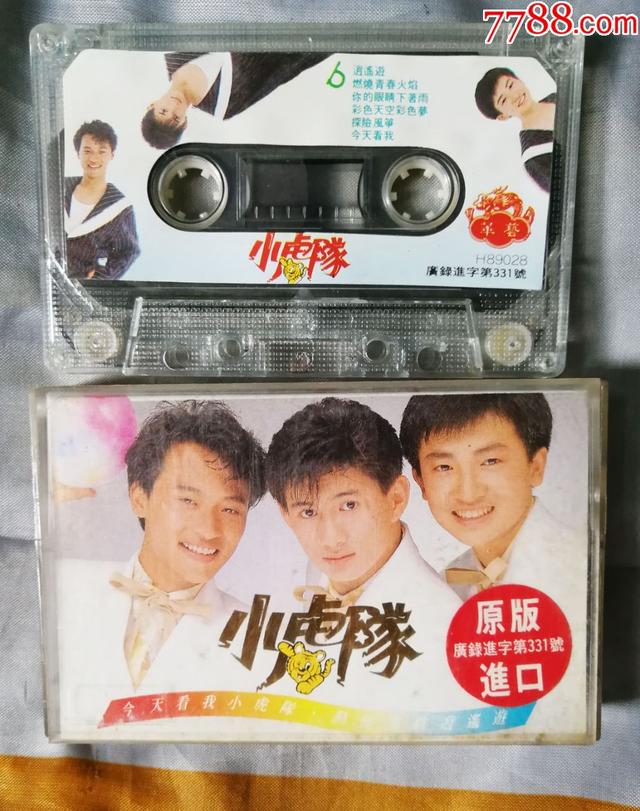 7788.com
逍遙遊
燃燒青春火焰
你的眼睛下著雨
彩色天空彩色夢
探險風箏
今天看我
華藝
小虎隊
H89028
廣錄進字第331號
小虎隊
原版
廣錄進字第331號
進口
今天看我小虎隊・
遙遊